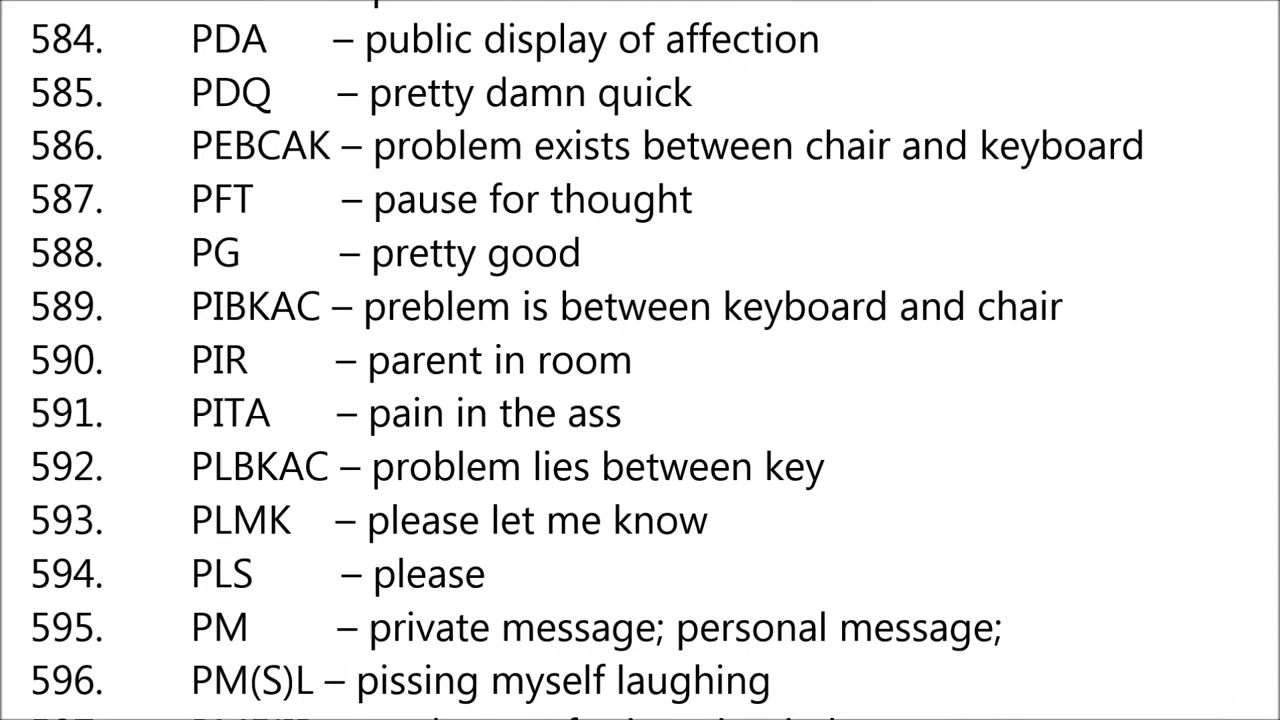 584. PDA – public display of affection
585. PDQ – pretty damn quick
586. PEBCAK – problem exists between chair and keyboard
587. PFT – pause for thought
588. PG – pretty good
589. PIBKAC – preblem is between keyboard and chair
590. PIR – parent in room
591. PITA – pain in the ass
592. PLBKAC – problem lies between key
593. PLMK – please let me know
594. PLS – please
595. PM – private message; personal message;
596. PM(S)L – pissing myself laughing